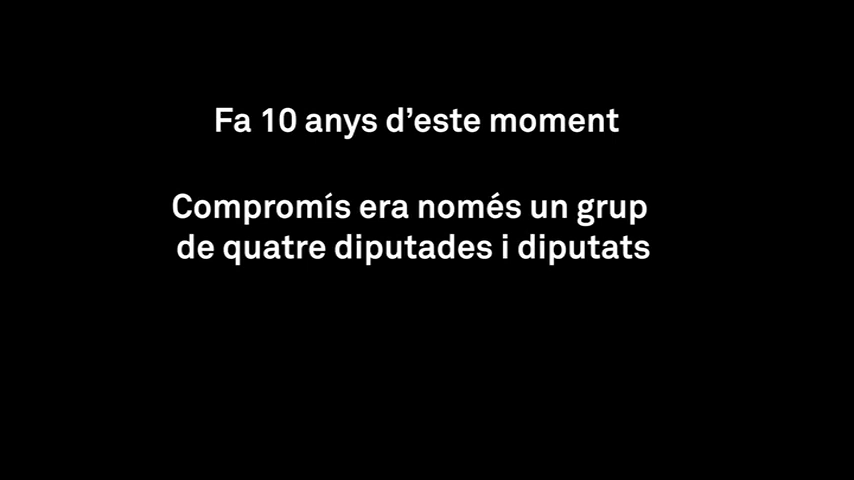 Fa 10 anys d’este moment
Compromís era només un grup
de quatre diputades i diputats